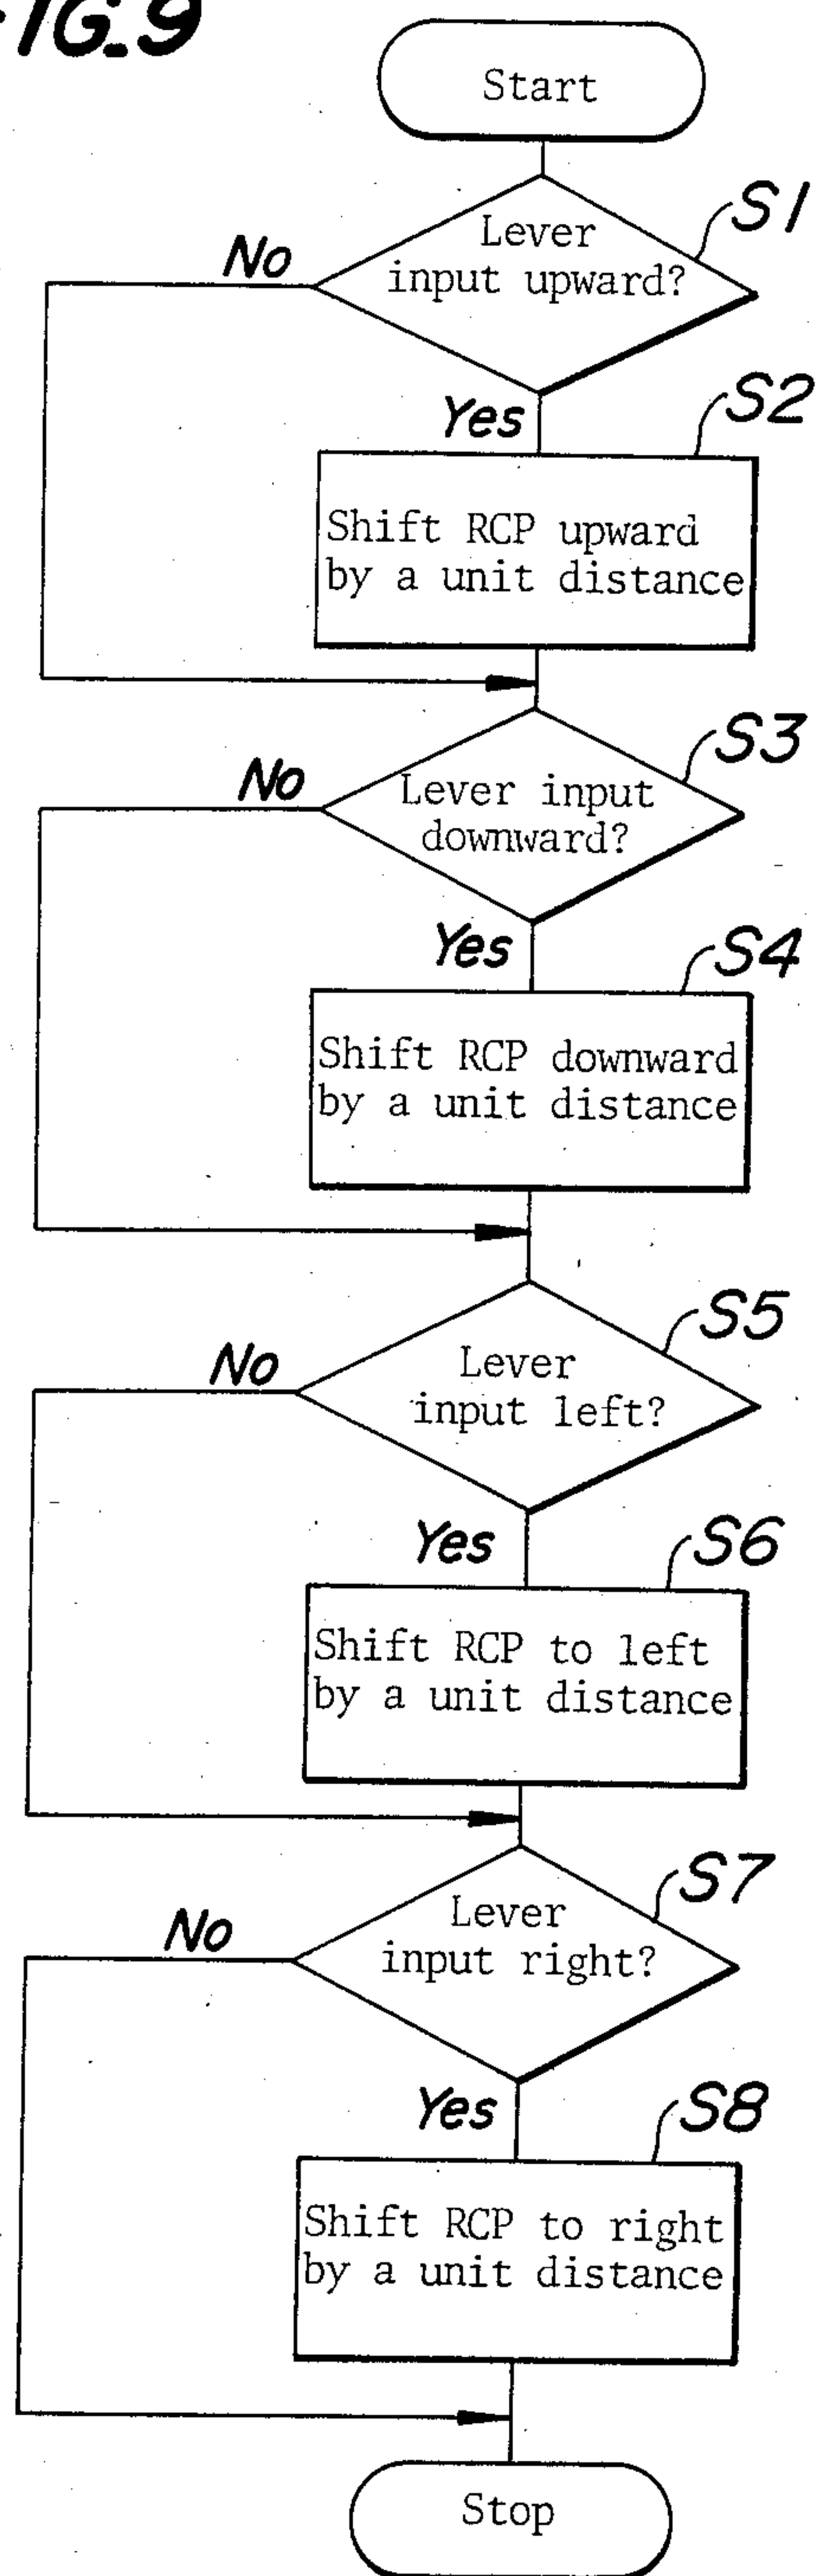 FIG. 9
Start
S1
Lever
input upward?
No
Yes
S2
Shift RCP upward
by a unit distance
S3
Lever input
downward?
No
Yes
S4
Shift RCP downward
by a unit distance
S5
Lever
input left?
No
Yes
S6
Shift RCP to left
by a unit distance
S7
Lever
input right?
No
Yes
S8
Shift RCP to right
by a unit distance
Stop